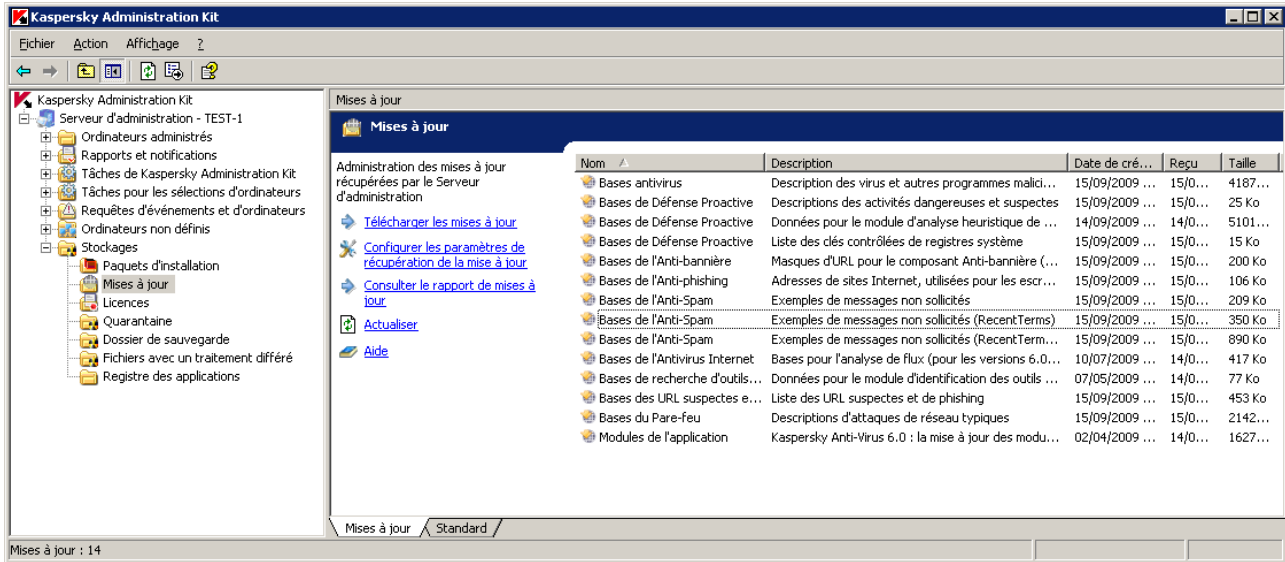 Kaspersky Administration Kit
Fichier Action Affichage ?
Kaspersky Administration Kit
Serveur d'administration - TEST-1
Ordinateurs administrés
Rapports et notifications
Tâches de Kaspersky Administration Kit
Tâches pour les sélections d'ordinateurs
Requêtes d'événements et d'ordinateurs
Ordinateurs non définis
Stockages
Paquets d'installation
Mises à jour
Licences
Quarantaine
Dossier de sauvegarde
Fichiers avec un traitement différé
Registre des applications
Mises à jour
Mises à jour
Administration des mises à jour
récupérées par le Serveur
d'administration
Télécharger les mises à jour
Configurer les paramètres de
récupération de la mise à jour
Consulter le rapport de mises à
jour
Actualiser
Aide
Nom Description Date de cré... Reçu Taille
Bases antivirus Description des virus et autres programmes malici... 15/09/2009 ... 15/0... 4187...
Bases de Défense Proactive Descriptions des activités dangereuses et suspectes 15/09/2009 ... 15/0... 25 Ko
Bases de Défense Proactive Données pour le module d'analyse heuristique de ... 14/09/2009 ... 14/0... 5101...
Bases de Défense Proactive Liste des clés contrôlées de registres système 15/09/2009 ... 15/0... 15 Ko
Bases de l'Anti-bannière Masques d'URL pour le composant Anti-bannière (... 15/09/2009 ... 15/0... 200 Ko
Bases de l'Anti-phishing Adresses de sites Internet, utilisées pour les escr... 15/09/2009 ... 15/0... 106 Ko
Bases de l'Anti-Spam Exemples de messages non sollicités 15/09/2009 ... 15/0... 209 Ko
Bases de l'Anti-Spam Exemples de messages non sollicités (RecentTerms) 15/09/2009 ... 15/0... 350 Ko
Bases de l'Anti-Spam Exemples de messages non sollicités (RecentTerm... 15/09/2009 ... 15/0... 890 Ko
Bases de l'Antivirus Internet Bases pour l'analyse de flux (pour les versions 6.0... 10/07/2009 ... 14/0... 417 Ko
Bases de recherche d'outils... Données pour le module d'identification des outils ... 07/05/2009 ... 14/0... 77 Ko
Bases des URL suspectes e... Liste des URL suspectes et de phishing 15/09/2009 ... 15/0... 453 Ko
Bases du Pare-feu Descriptions d'attaques de réseau typiques 15/09/2009 ... 15/0... 2142...
Modules de l'application Kaspersky Anti-Virus 6.0 : la mise à jour des modu... 02/04/2009 ... 14/0... 1627...
Mises à jour Standard
Mises à jour : 14